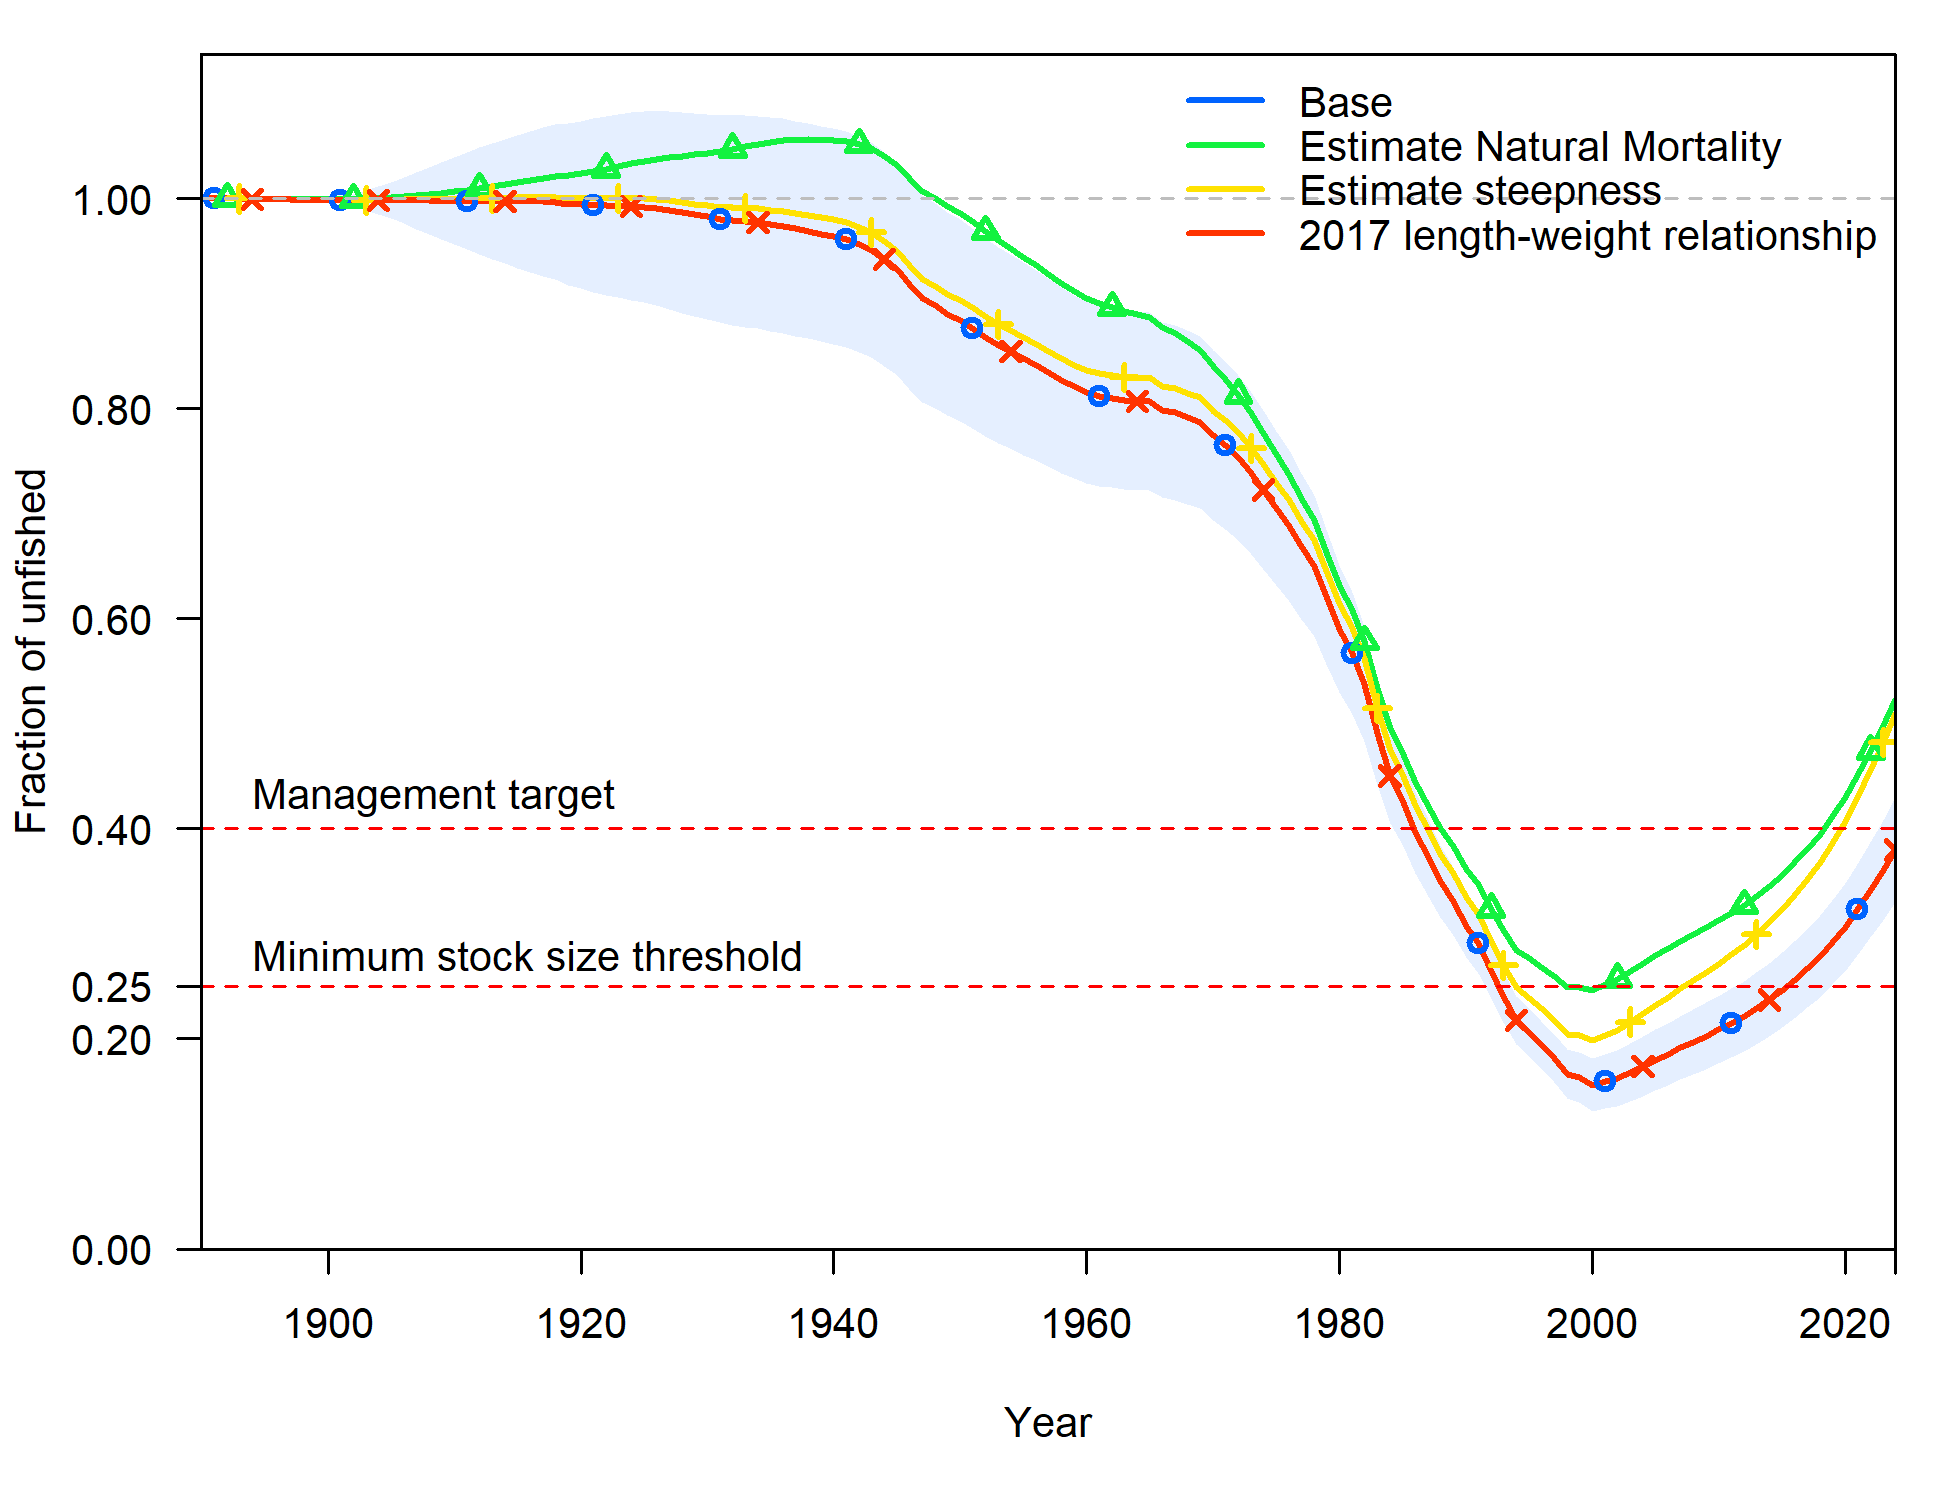 Base
Estimate Natural Mortality
Estimate steepness
2017 length-weight relationship
1.00
0.80
0.60
0.40
0.25
0.20
0.00
Fraction of unfished
Management target
Minimum stock size threshold
1900 1920 1940 1960 1980 2000 2020
Year